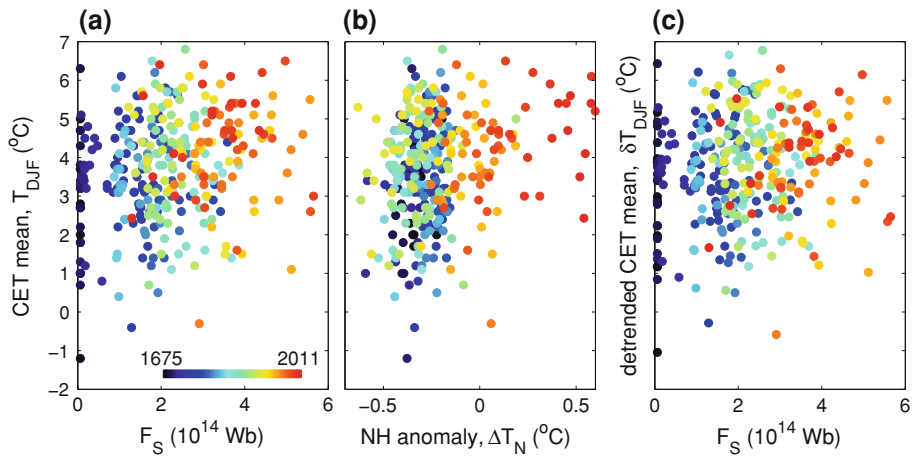 (a) (b) (c)
7
6
5
4
3
2
1
0
−1
−2
CET mean, T_DJF (°C)
1675 2011
0 2 4 6
F_S (10^14 Wb)
−0.5 0 0.5
NH anomaly, ΔT_N (°C)
detrended CET mean, δT_DJF (°C)
0 2 4 6
F_S (10^14 Wb)